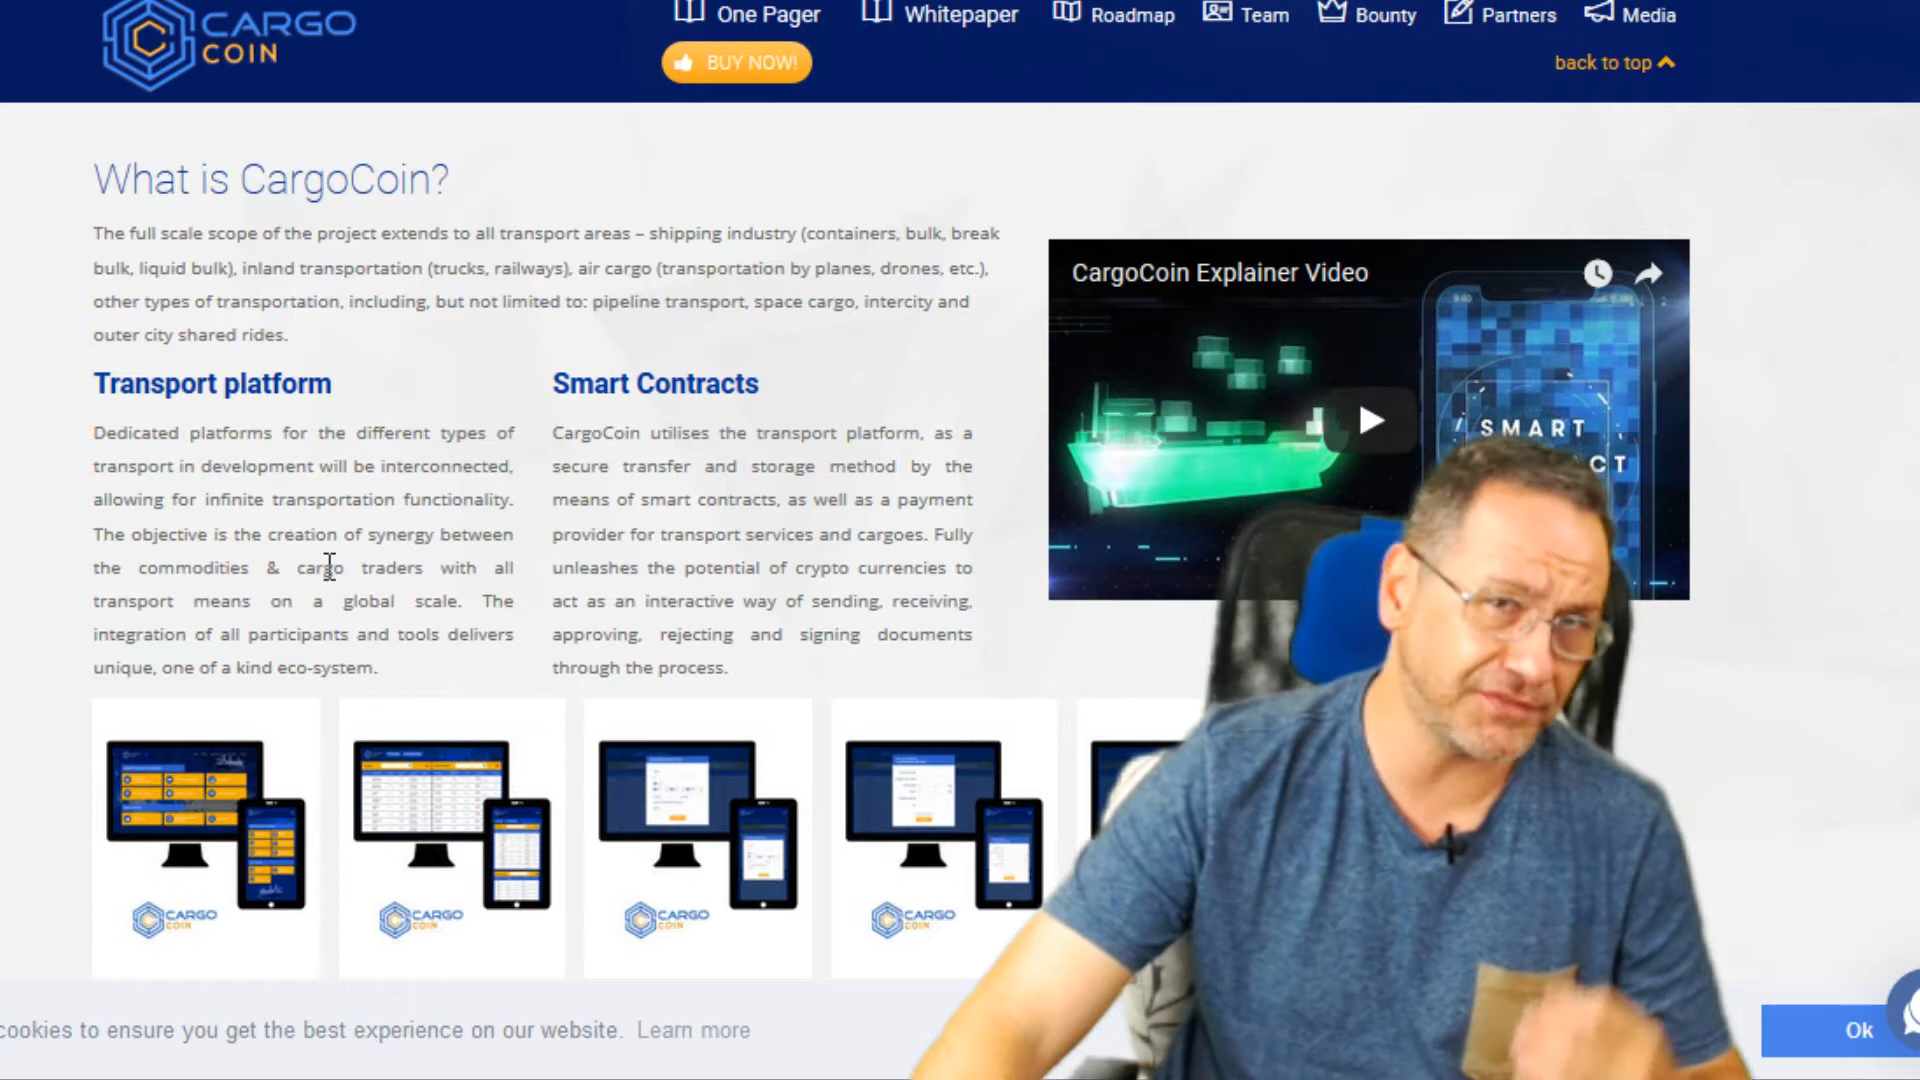 CARGO
COIN
One Pager
Whitepaper
Roadmap
Team
Bounty
Partners
Media
BUY NOW!
back to top
What is CargoCoin?
The full scale scope of the project extends to all transport areas – shipping industry (containers, bulk, break
bulk, liquid bulk), inland transportation (trucks, railways), air cargo (transportation by planes, drones, etc.),
other types of transportation, including, but not limited to: pipeline transport, space cargo, intercity and
outer city shared rides.
Transport platform
Dedicated platforms for the different types of
transport in development will be interconnected,
allowing for infinite transportation functionality.
The objective is the creation of synergy between
the commodities & cargo traders with all
transport means on a global scale. The
integration of all participants and tools delivers
unique, one of a kind eco-system.
Smart Contracts
CargoCoin utilises the transport platform, as a
secure transfer and storage method by the
means of smart contracts, as well as a payment
provider for transport services and cargoes. Fully
unleashes the potential of crypto currencies to
act as an interactive way of sending, receiving,
approving, rejecting and signing documents
through the process.
CargoCoin Explainer Video
SMART
CT
CARGO
COIN
CARGO
COIN
CARGO
COIN
CARGO
COIN
cookies to ensure you get the best experience on our website. Learn more
Ok